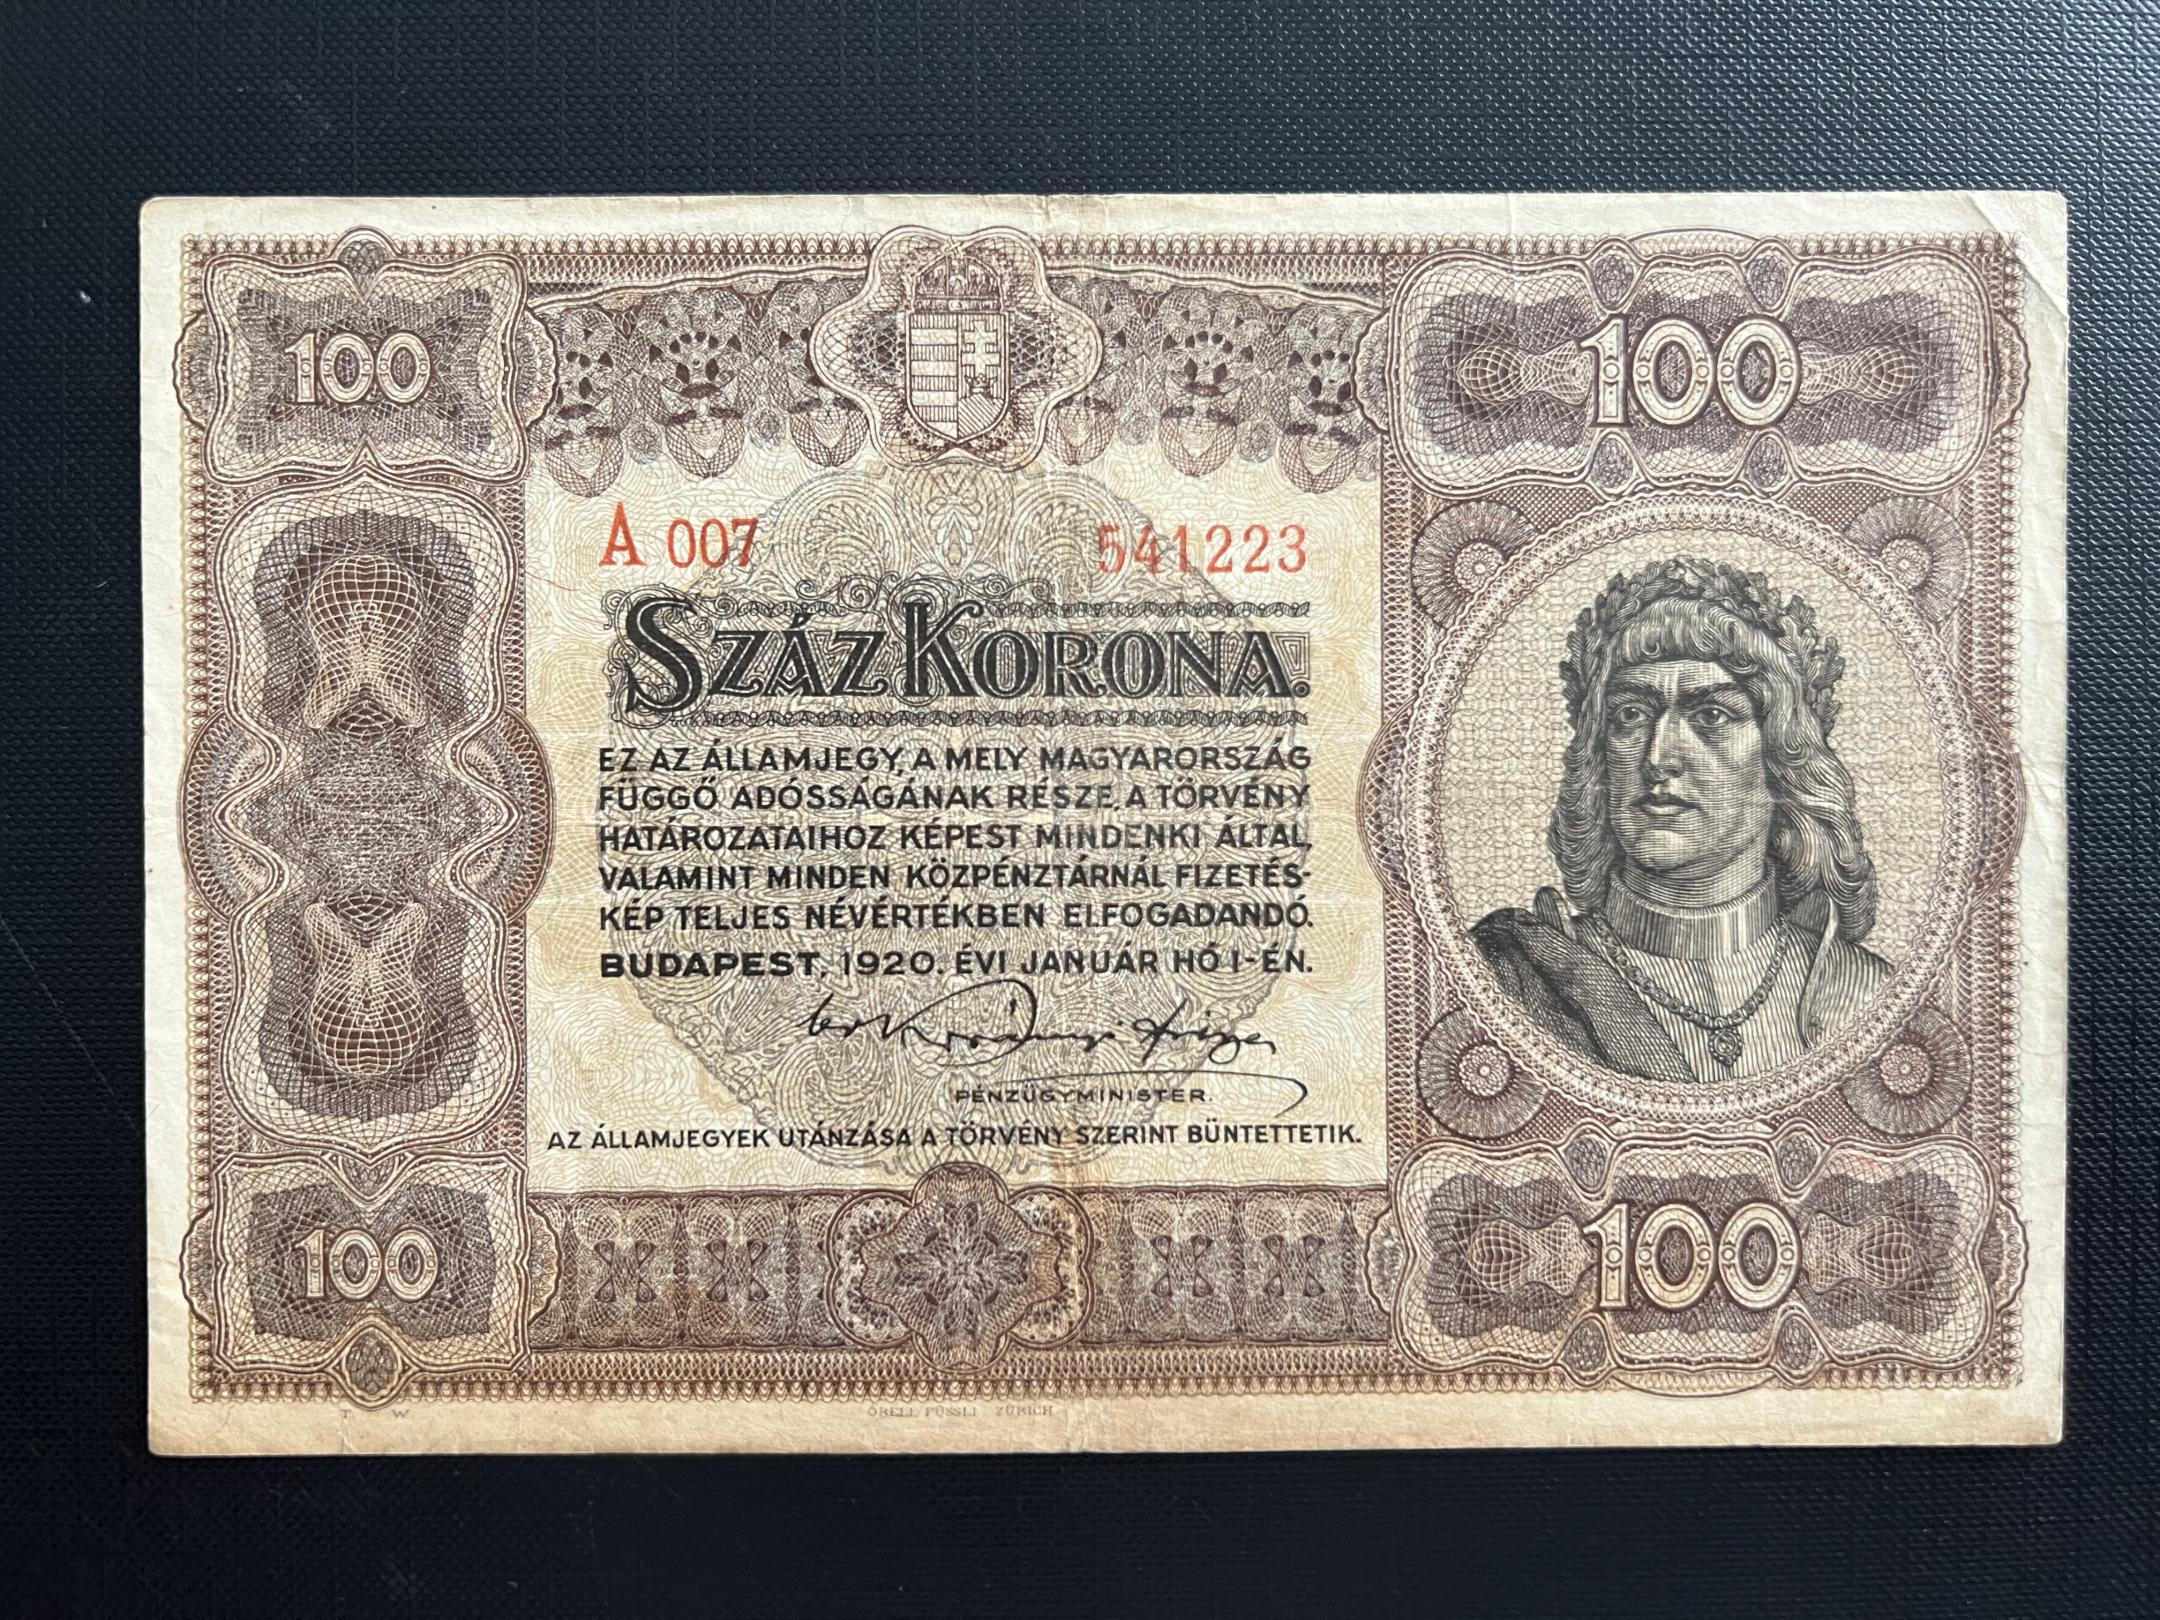 100
100
A 007 541223
SZÁZ KORONA.
EZ AZ ÁLLAMJEGY, A MELY MAGYARORSZÁG
FÜGGŐ ADÓSSÁGÁNAK RÉSZE, A TÖRVÉNY
HATÁROZATAIHOZ KÉPEST MINDENKI ÁLTAL,
VALAMINT MINDEN KÖZPÉNZTÁRNÁL FIZETÉS-
KÉP TELJES NÉVÉRTÉKBEN ELFOGADANDÓ.
BUDAPEST, 1920. ÉVI JANUÁR HÓ 1-ÉN.
Korányi Frigyes
PÉNZÜGYMINISTER.
AZ ÁLLAMJEGYEK UTÁNZÁSA A TÖRVÉNY SZERINT BÜNTETTETIK.
100
100
T. W. ORELL FÜSSLI ZÜRICH